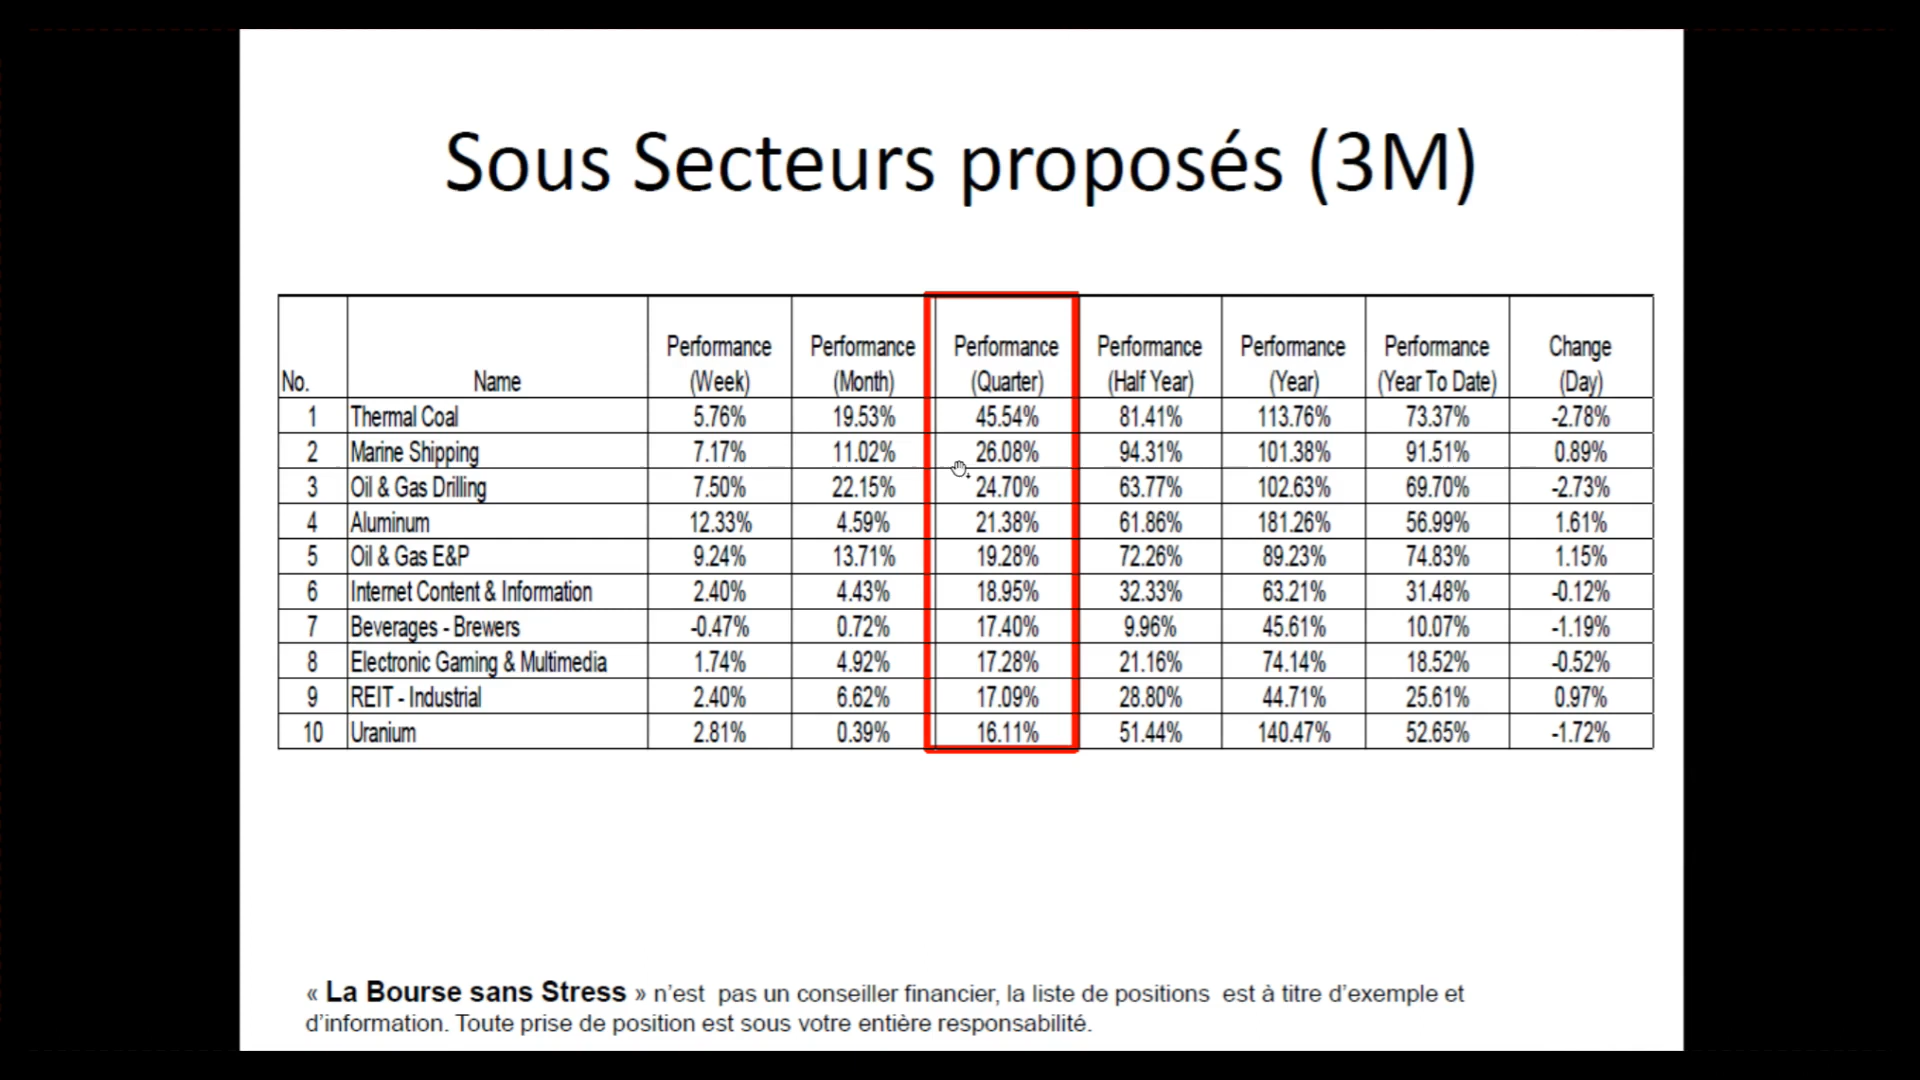 Sous Secteurs proposés (3M)
No. Name Performance (Week) Performance (Month) Performance (Quarter) Performance (Half Year) Performance (Year) Performance (Year To Date) Change (Day)
1 Thermal Coal 5.76% 19.53% 45.54% 81.41% 113.76% 73.37% -2.78%
2 Marine Shipping 7.17% 11.02% 26.08% 94.31% 101.38% 91.51% 0.89%
3 Oil & Gas Drilling 7.50% 22.15% 24.70% 63.77% 102.63% 69.70% -2.73%
4 Aluminum 12.33% 4.59% 21.38% 61.86% 181.26% 56.99% 1.61%
5 Oil & Gas E&P 9.24% 13.71% 19.28% 72.26% 89.23% 74.83% 1.15%
6 Internet Content & Information 2.40% 4.43% 18.95% 32.33% 63.21% 31.48% -0.12%
7 Beverages - Brewers -0.47% 0.72% 17.40% 9.96% 45.61% 10.07% -1.19%
8 Electronic Gaming & Multimedia 1.74% 4.92% 17.28% 21.16% 74.14% 18.52% -0.52%
9 REIT - Industrial 2.40% 6.62% 17.09% 28.80% 44.71% 25.61% 0.97%
10 Uranium 2.81% 0.39% 16.11% 51.44% 140.47% 52.65% -1.72%
« La Bourse sans Stress » n'est pas un conseiller financier, la liste de positions est à titre d'exemple et
d'information. Toute prise de position est sous votre entière responsabilité.